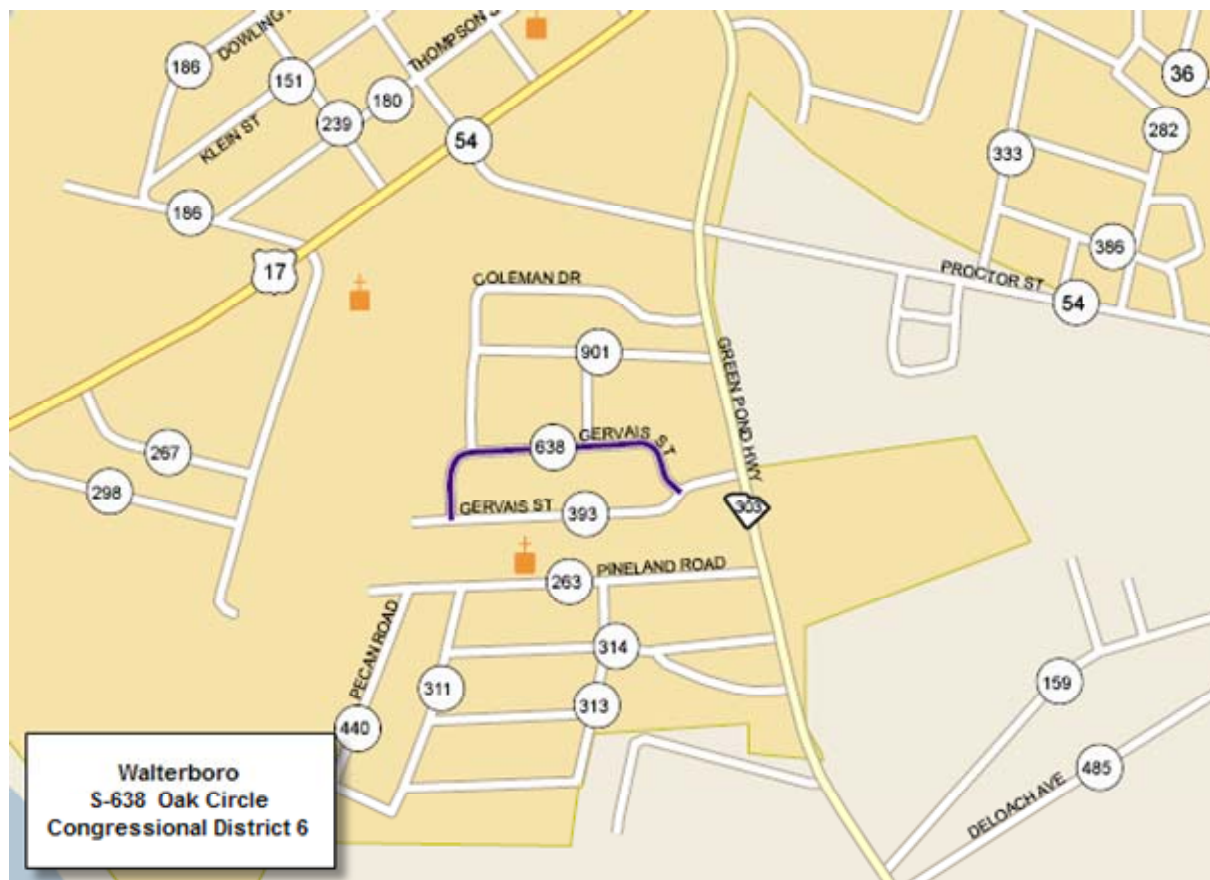 DOWLING
THOMPSON S
186
151
180
36
239
54
282
KLEIN ST
333
186
386
17
COLEMAN DR
PROCTOR ST
54
901
GREEN POND HWY
638
GERVAIS ST
267
298
GERVAIS ST
393
303
263
PINELAND ROAD
PECAN ROAD
314
311
159
313
440
485
DELOACH AVE
Walterboro
S-638 Oak Circle
Congressional District 6